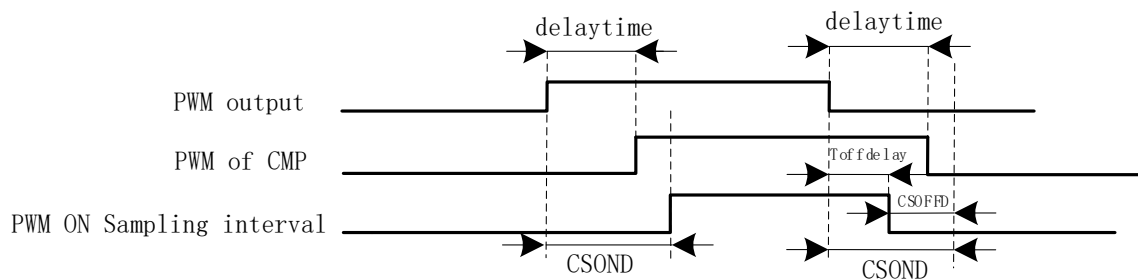 delaytime
delaytime
PWM output
PWM of CMP
Toffdelay
CSOFFD
PWM ON Sampling interval
CSOND
CSOND